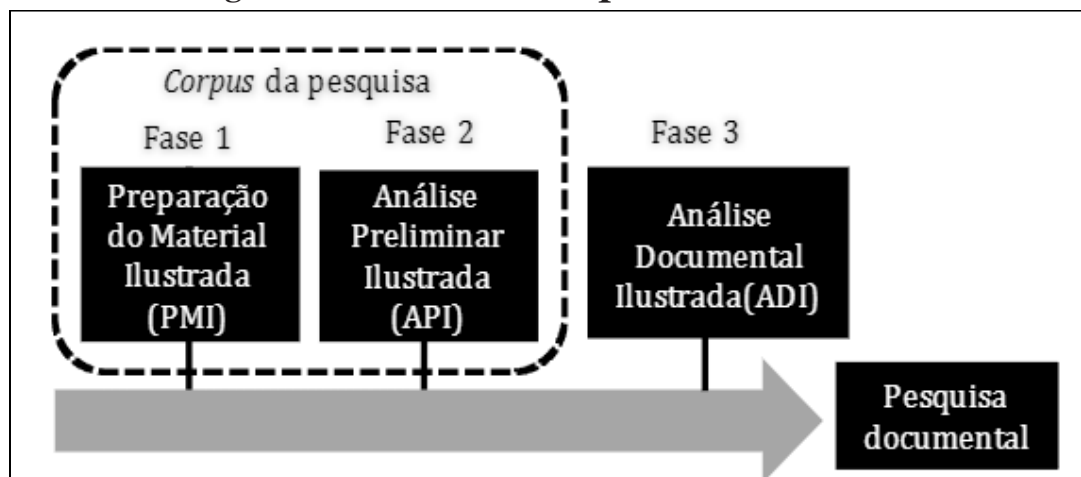 Corpus da pesquisa
Fase 1
Preparação
do Material
Ilustrada
(PMI)
Fase 2
Análise
Preliminar
Ilustrada
(API)
Fase 3
Análise
Documental
Ilustrada(ADI)
Pesquisa
documental